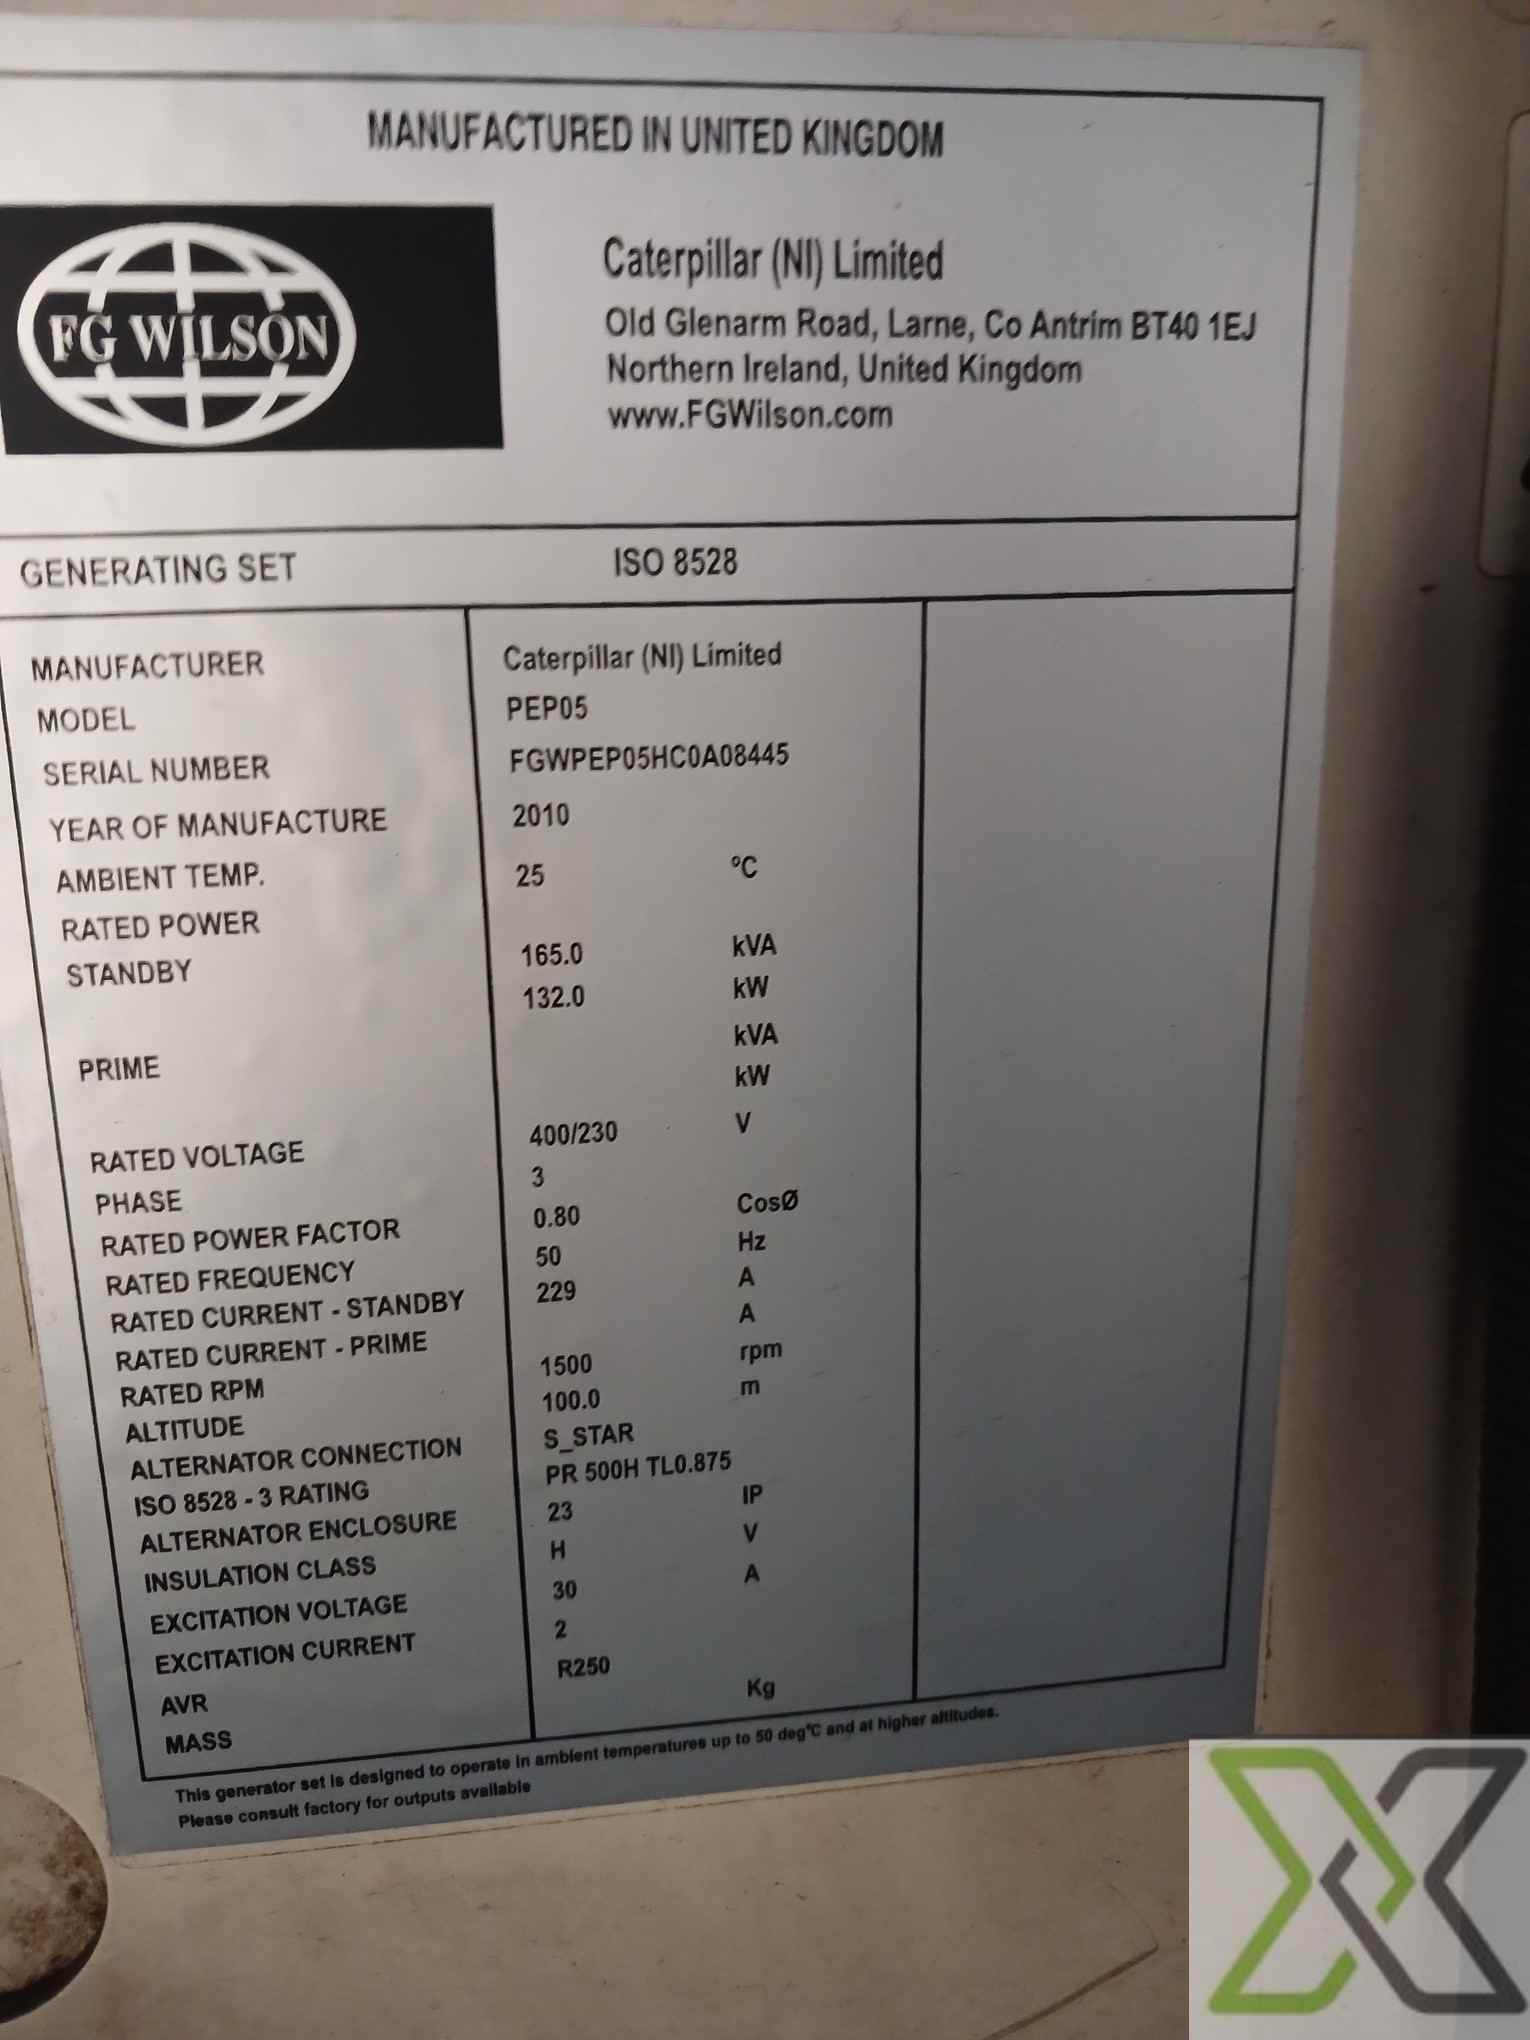 MANUFACTURED IN UNITED KINGDOM
FG WILSON
Caterpillar (NI) Limited
Old Glenarm Road, Larne, Co Antrim BT40 1EJ
Northern Ireland, United Kingdom
www.FGWilson.com
GENERATING SET ISO 8528
MANUFACTURER Caterpillar (NI) Limited
MODEL PEP05
SERIAL NUMBER FGWPEP05HC0A08445
YEAR OF MANUFACTURE 2010
AMBIENT TEMP. 25 ºC
RATED POWER
STANDBY 165.0 kVA
132.0 kW
PRIME kVA
kW
RATED VOLTAGE 400/230 V
PHASE 3
RATED POWER FACTOR 0.80 CosØ
RATED FREQUENCY 50 Hz
RATED CURRENT - STANDBY 229 A
RATED CURRENT - PRIME A
RATED RPM 1500 rpm
ALTITUDE 100.0 m
ALTERNATOR CONNECTION S_STAR
ISO 8528 - 3 RATING PR 500H TL0.875
ALTERNATOR ENCLOSURE 23 IP
INSULATION CLASS H
EXCITATION VOLTAGE 30 V
EXCITATION CURRENT 2 A
AVR R250
MASS Kg
This generator set is designed to operate in ambient temperatures up to 50 deg°C and at higher altitudes.
Please consult factory for outputs available